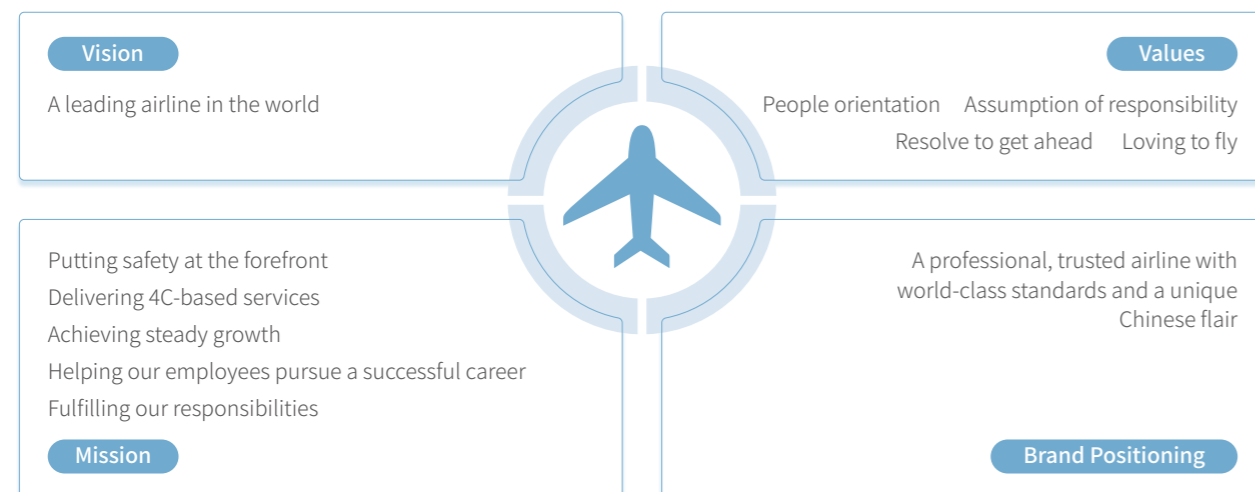 Vision
A leading airline in the world
Values
People orientation Assumption of responsibility
Resolve to get ahead Loving to fly
Putting safety at the forefront
Delivering 4C-based services
Achieving steady growth
Helping our employees pursue a successful career
Fulfilling our responsibilities
Mission
A professional, trusted airline with
world-class standards and a unique
Chinese flair
Brand Positioning